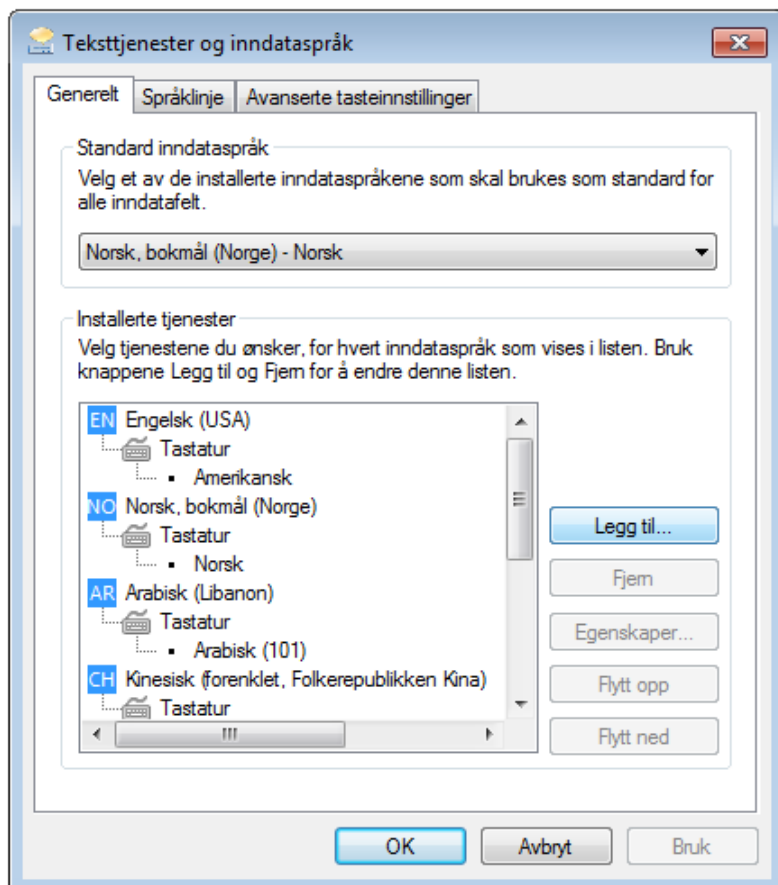 Teksttjenester og inndataspråk
Generelt
Språklinje
Avanserte tasteinnstillinger
Standard inndataspråk
Velg et av de installerte inndataspråkene som skal brukes som standard for
alle inndatafelt.
Norsk, bokmål (Norge) - Norsk
Installerte tjenester
Velg tjenestene du ønsker, for hvert inndataspråk som vises i listen. Bruk
knappene Legg til og Fjern for å endre denne listen.
EN Engelsk (USA)
Tastatur
Amerikansk
NO Norsk, bokmål (Norge)
Tastatur
Norsk
AR Arabisk (Libanon)
Tastatur
Arabisk (101)
CH Kinesisk (forenklet, Folkerepublikken Kina)
Tastatur
Legg til...
Fjern
Egenskaper...
Flytt opp
Flytt ned
OK
Avbryt
Bruk